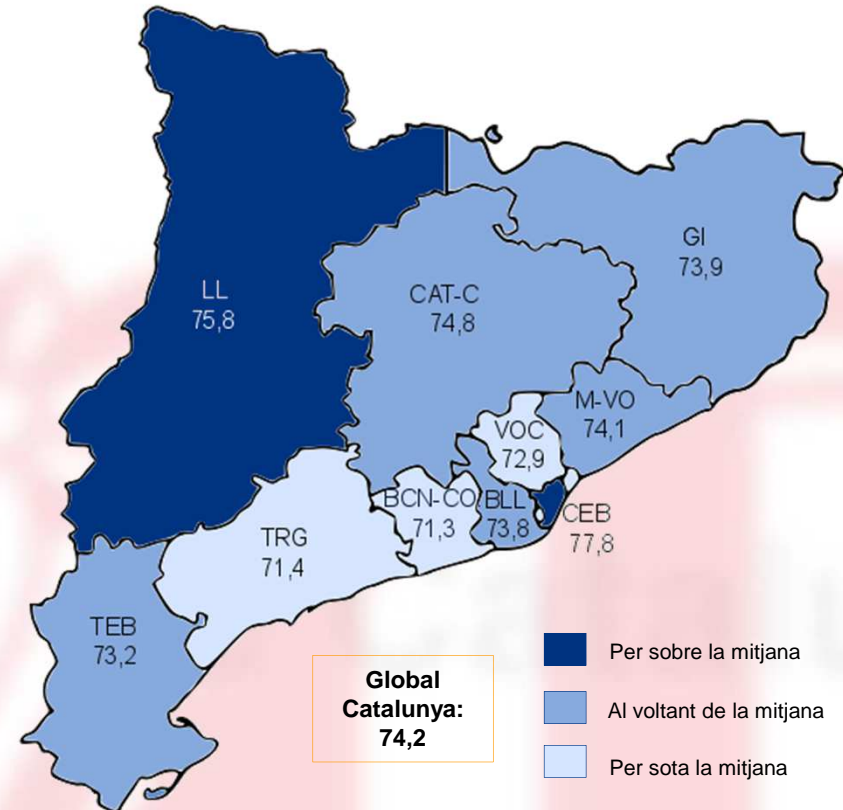 GI
73,9
LL
75,8
CAT-C
74,8
M-VO
74,1
VOC
72,9
BCN-CO
71,3
BLL
73,8
CEB
77,8
TRG
71,4
TEB
73,2
Global
Catalunya:
74,2
Per sobre la mitjana
Al voltant de la mitjana
Per sota la mitjana